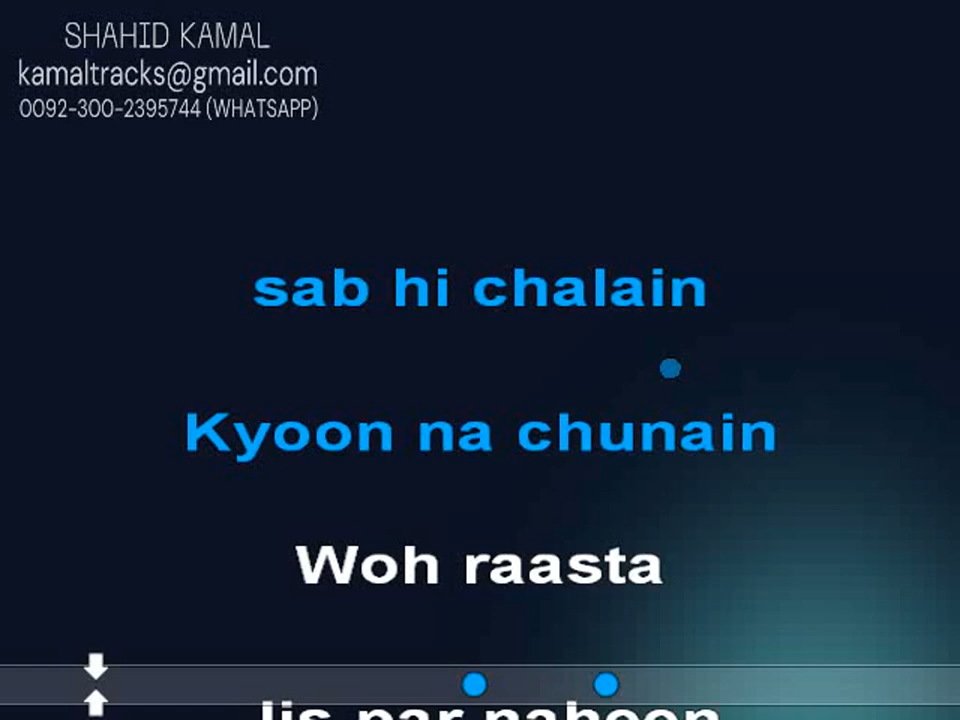 SHAHID KAMAL
kamaltracks@gmail.com
0092-300-2395744 (WHATSAPP)
sab hi chalain
Kyoon na chunain
Woh raasta
Jis par naheen